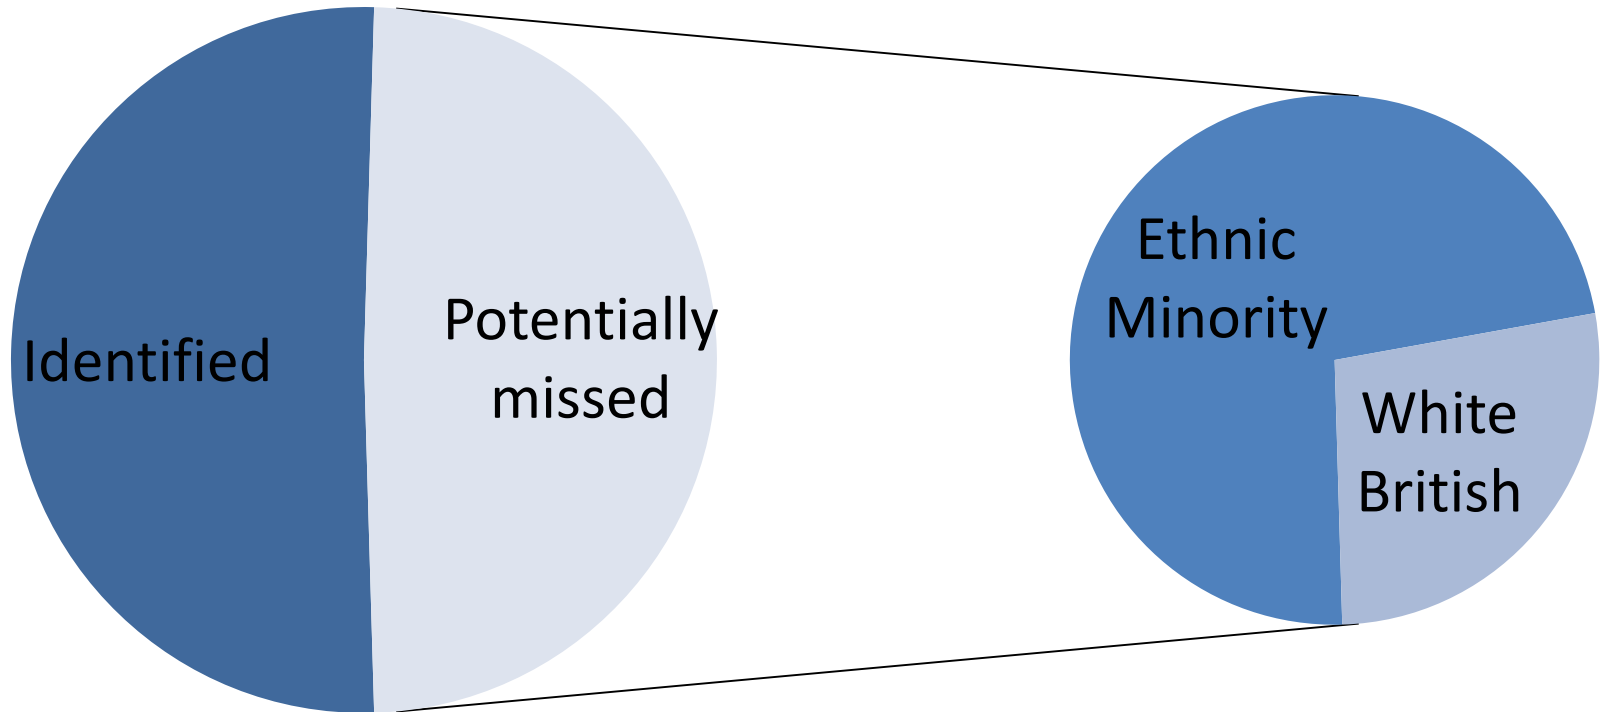 Identified
Potentially
missed
Ethnic
Minority
White
British